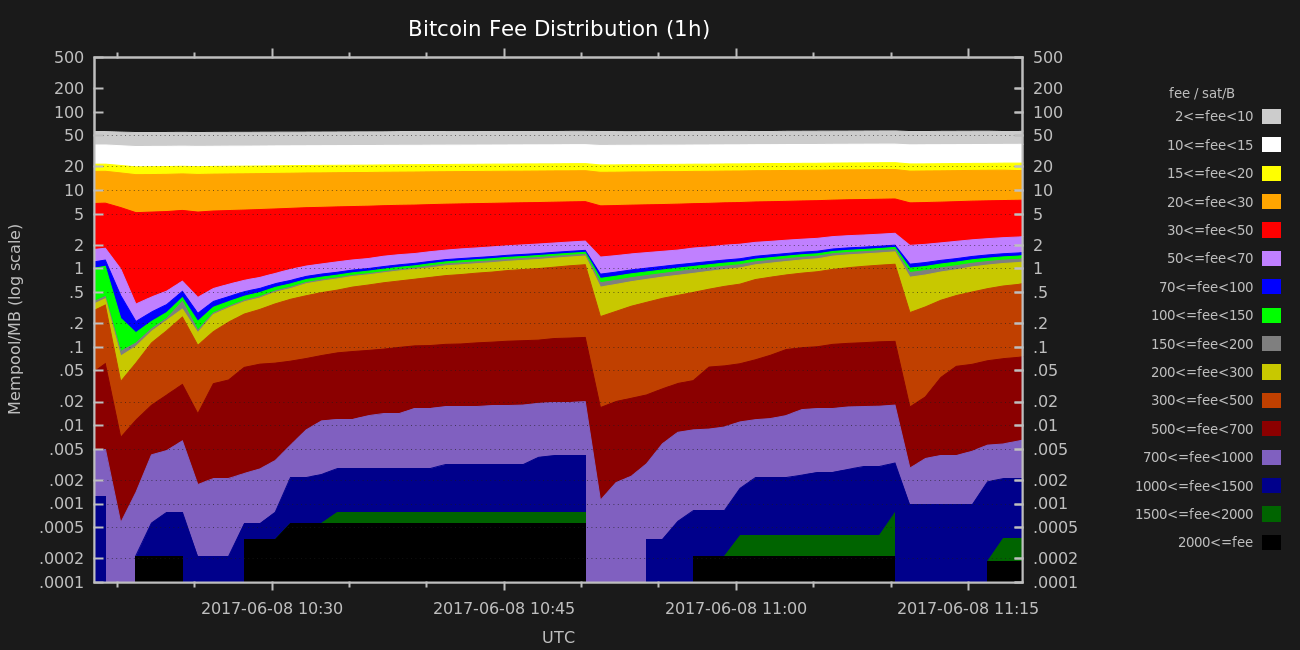 Bitcoin Fee Distribution (1h)
500
200
100
50
20
10
5
2
1
.5
.2
.1
.05
.02
.01
.005
.002
.001
.0005
.0002
.0001
Mempool/MB (log scale)
500
200
100
50
20
10
5
2
1
.5
.2
.1
.05
.02
.01
.005
.002
.001
.0005
.0002
.0001
2017-06-08 10:30
2017-06-08 10:45
2017-06-08 11:00
2017-06-08 11:15
UTC
fee / sat/B
2<=fee<10
10<=fee<15
15<=fee<20
20<=fee<30
30<=fee<50
50<=fee<70
70<=fee<100
100<=fee<150
150<=fee<200
200<=fee<300
300<=fee<500
500<=fee<700
700<=fee<1000
1000<=fee<1500
1500<=fee<2000
2000<=fee